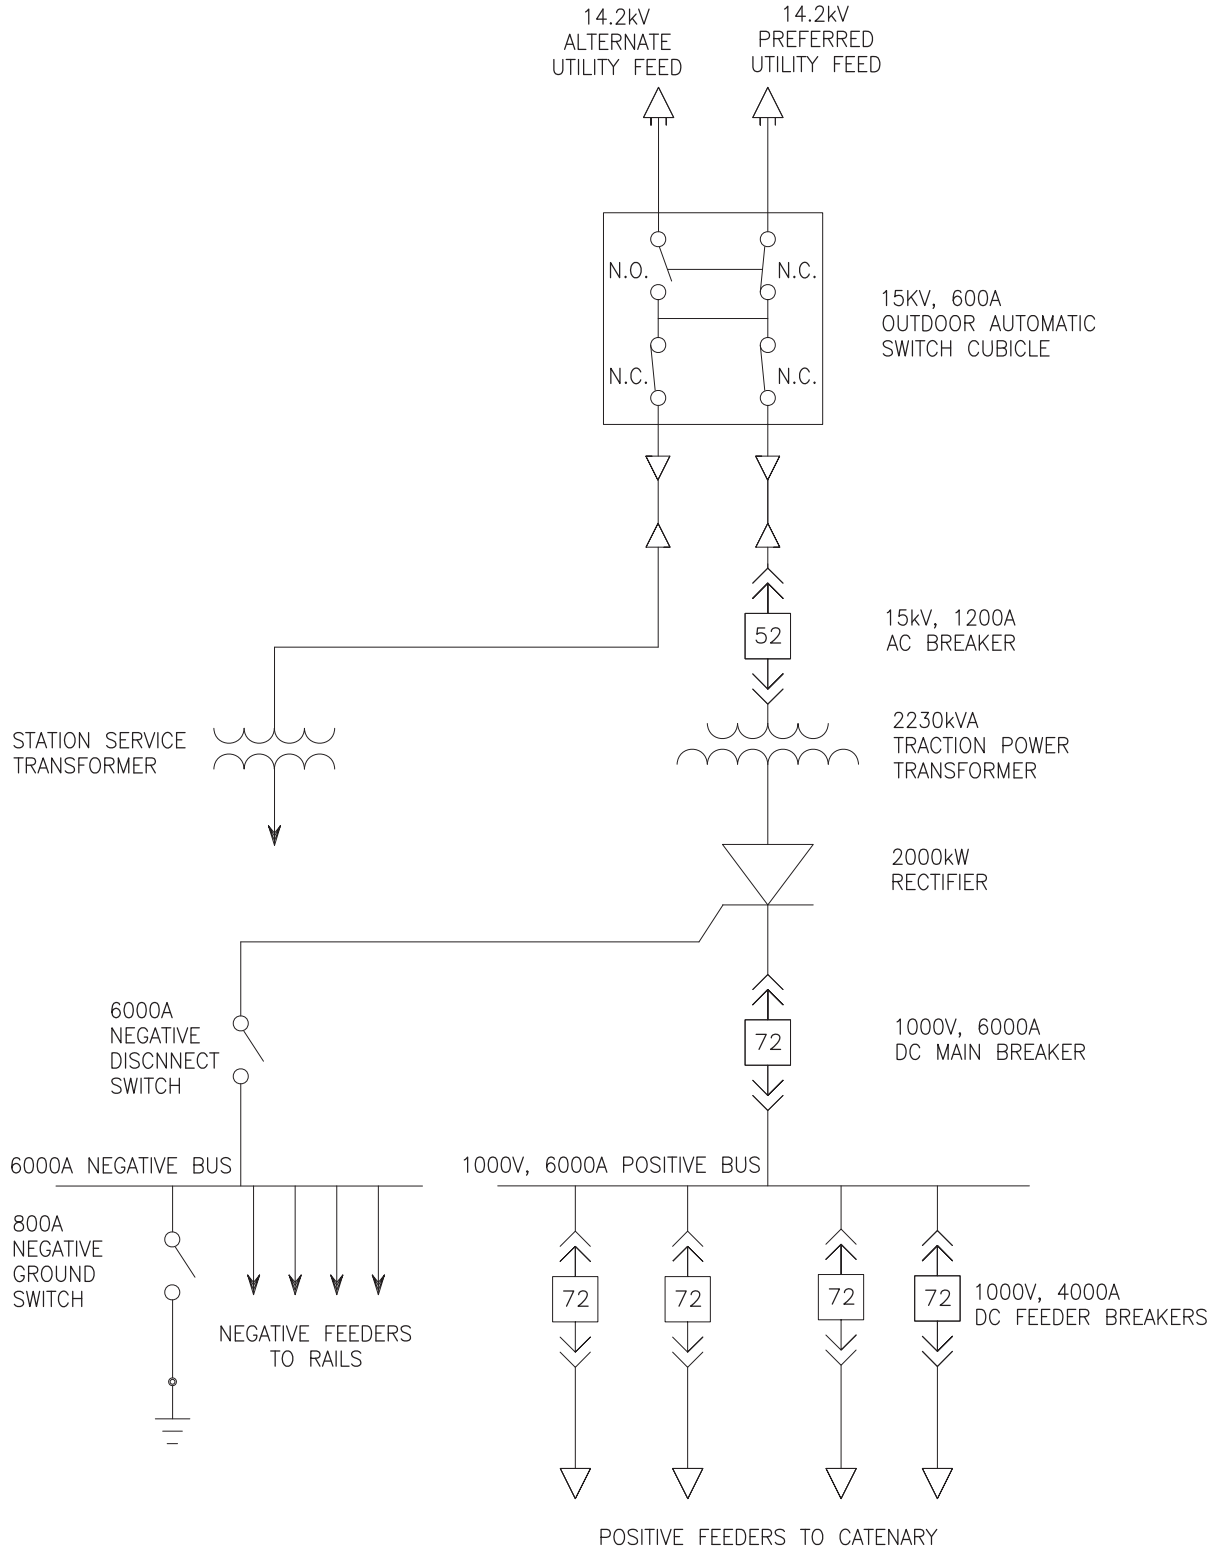 14.2kV
ALTERNATE
UTILITY FEED
14.2kV
PREFERRED
UTILITY FEED
N.O.
N.C.
N.C.
N.C.
15KV, 600A
OUTDOOR AUTOMATIC
SWITCH CUBICLE
52
15kV, 1200A
AC BREAKER
STATION SERVICE
TRANSFORMER
2230kVA
TRACTION POWER
TRANSFORMER
2000kW
RECTIFIER
6000A
NEGATIVE
DISCNNECT
SWITCH
72
1000V, 6000A
DC MAIN BREAKER
6000A NEGATIVE BUS
1000V, 6000A POSITIVE BUS
800A
NEGATIVE
GROUND
SWITCH
NEGATIVE FEEDERS
TO RAILS
72
72
72
72
1000V, 4000A
DC FEEDER BREAKERS
POSITIVE FEEDERS TO CATENARY